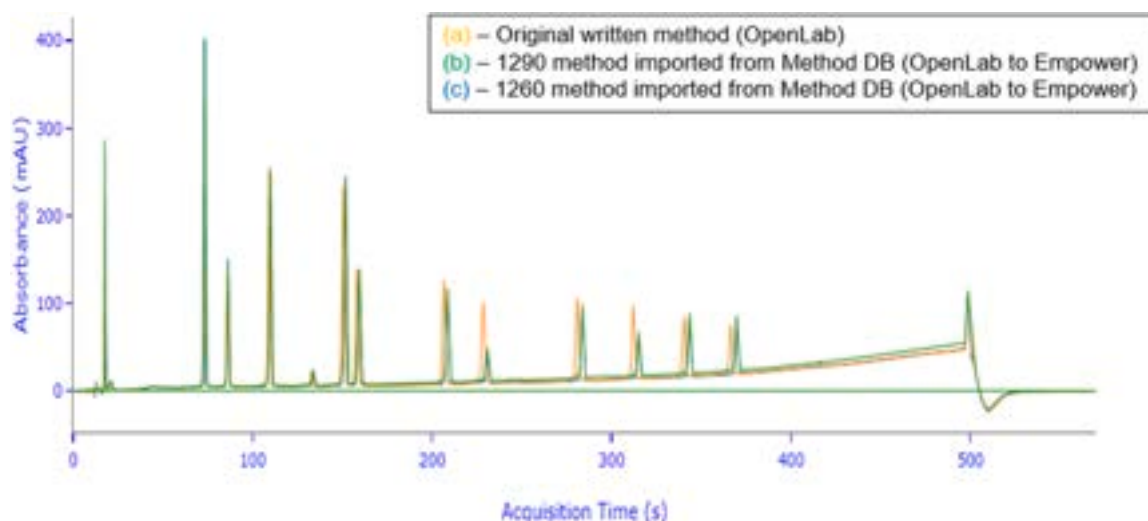 (a) – Original written method (OpenLab)
(b) – 1290 method imported from Method DB (OpenLab to Empower)
(c) – 1260 method imported from Method DB (OpenLab to Empower)
Absorbance (mAU)
400
300
200
100
0
0 100 200 300 400 500
Acquisition Time (s)